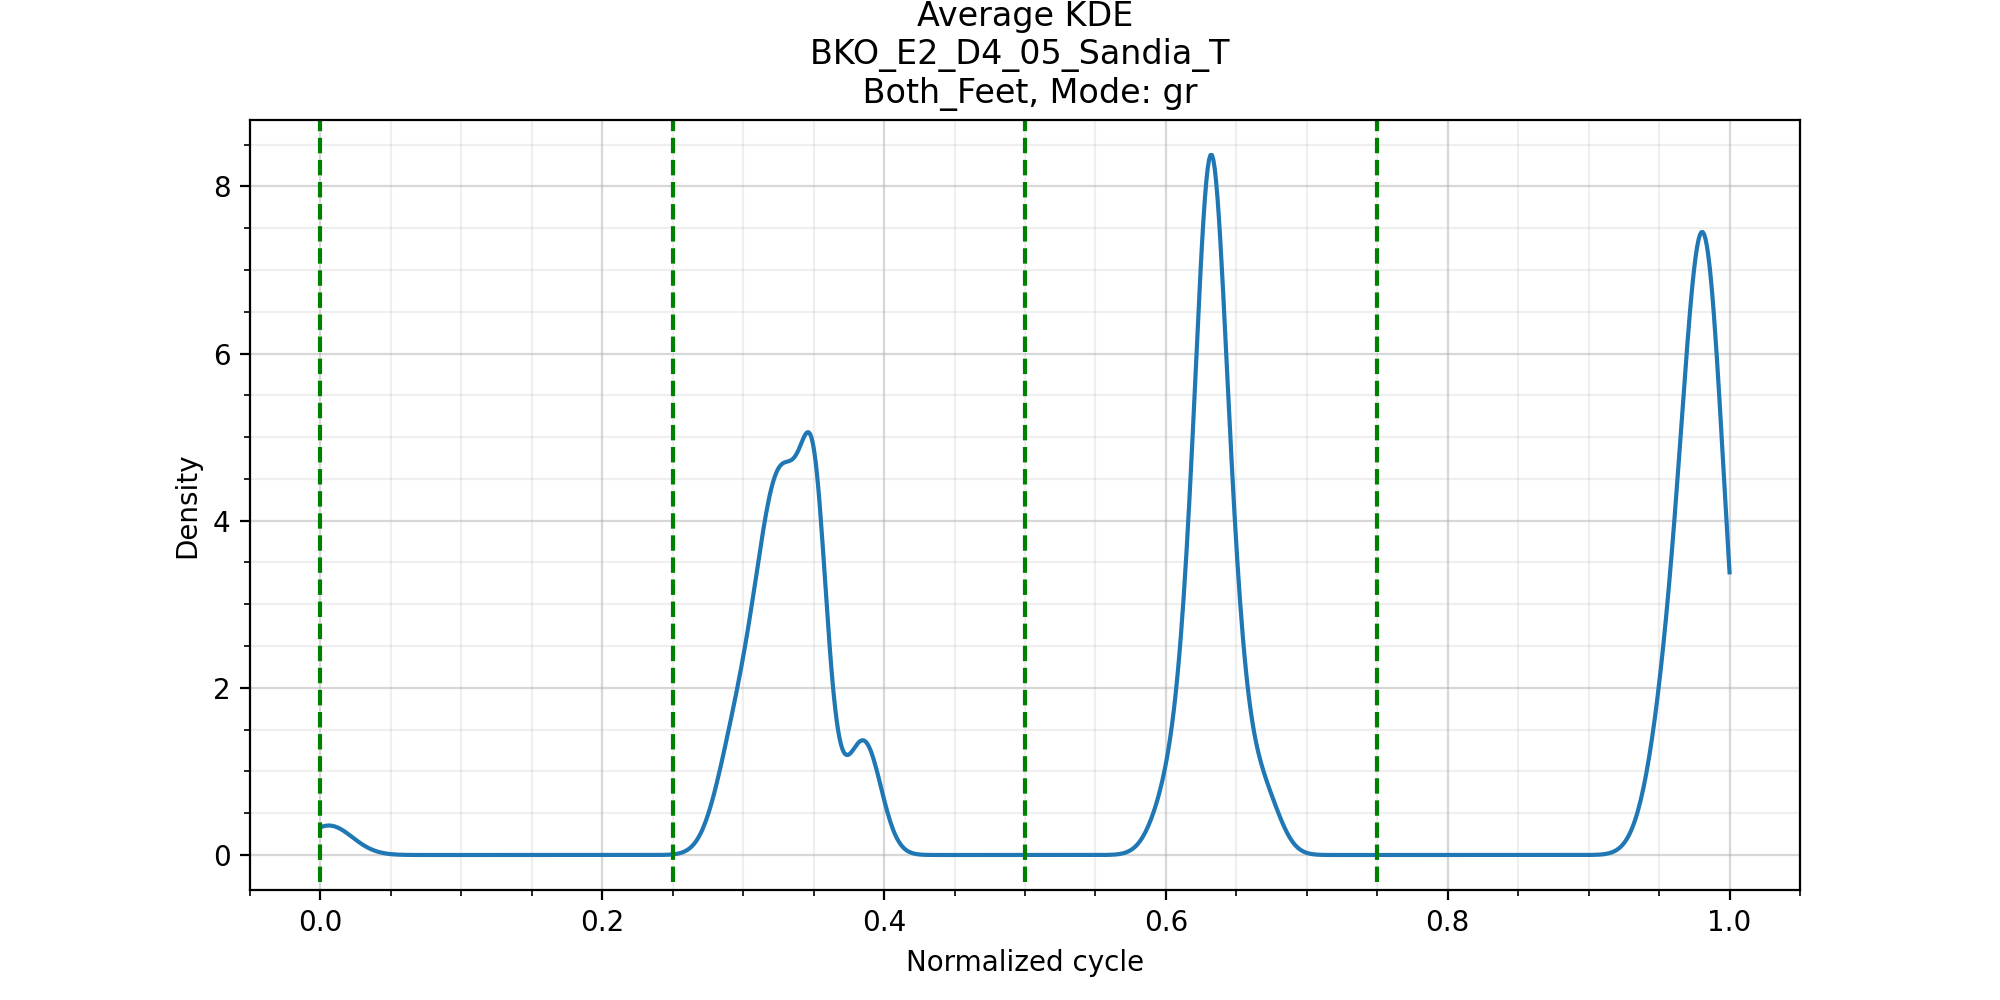 Average KDE
BKO_E2_D4_05_Sandia_T
Both_Feet, Mode: gr
8
6
4
2
0
Density
0.0 0.2 0.4 0.6 0.8 1.0
Normalized cycle